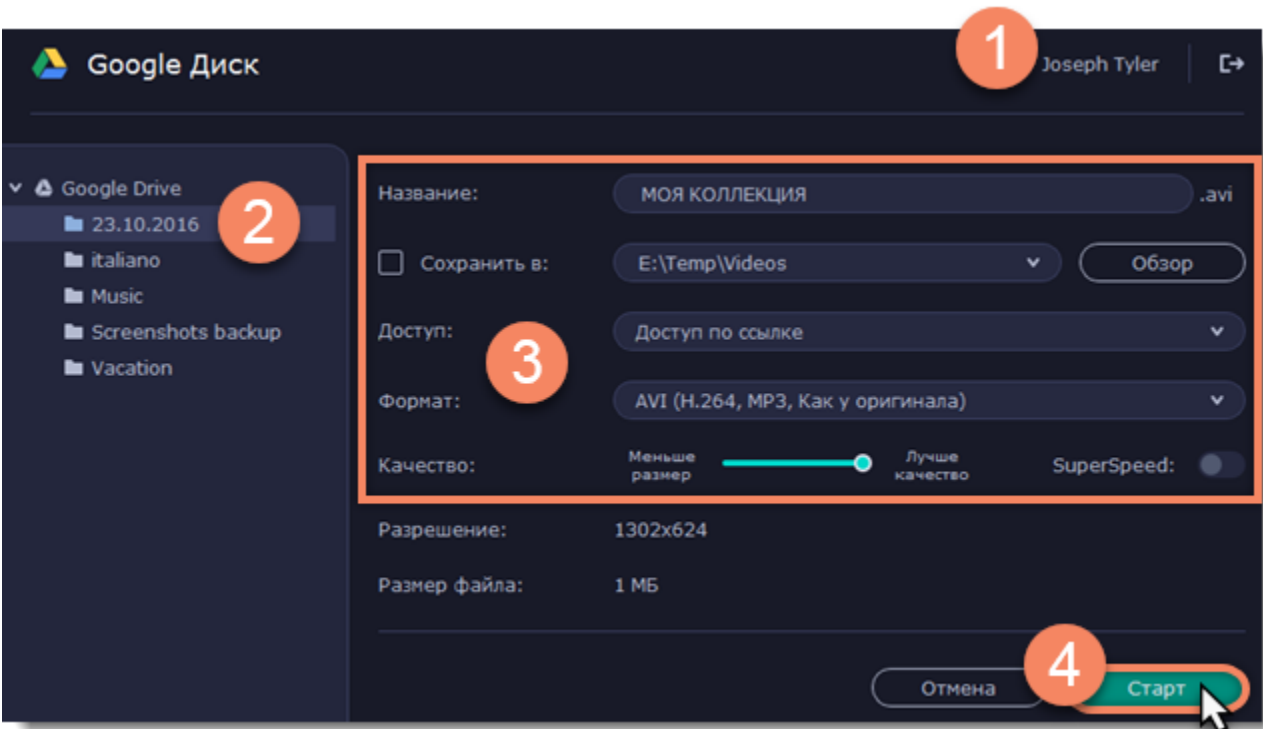 Google Диск
1
Joseph Tyler
Google Drive
23.10.2016
2
italiano
Music
Screenshots backup
Vacation
Название:
МОЯ КОЛЛЕКЦИЯ
.avi
Сохранить в:
E:\Temp\Videos
Обзор
Доступ:
3
Доступ по ссылке
Формат:
AVI (H.264, MP3, Как у оригинала)
Качество:
Меньше
размер
Лучше
качество
SuperSpeed:
Разрешение:
1302x624
Размер файла:
1 МБ
Отмена
4
Старт